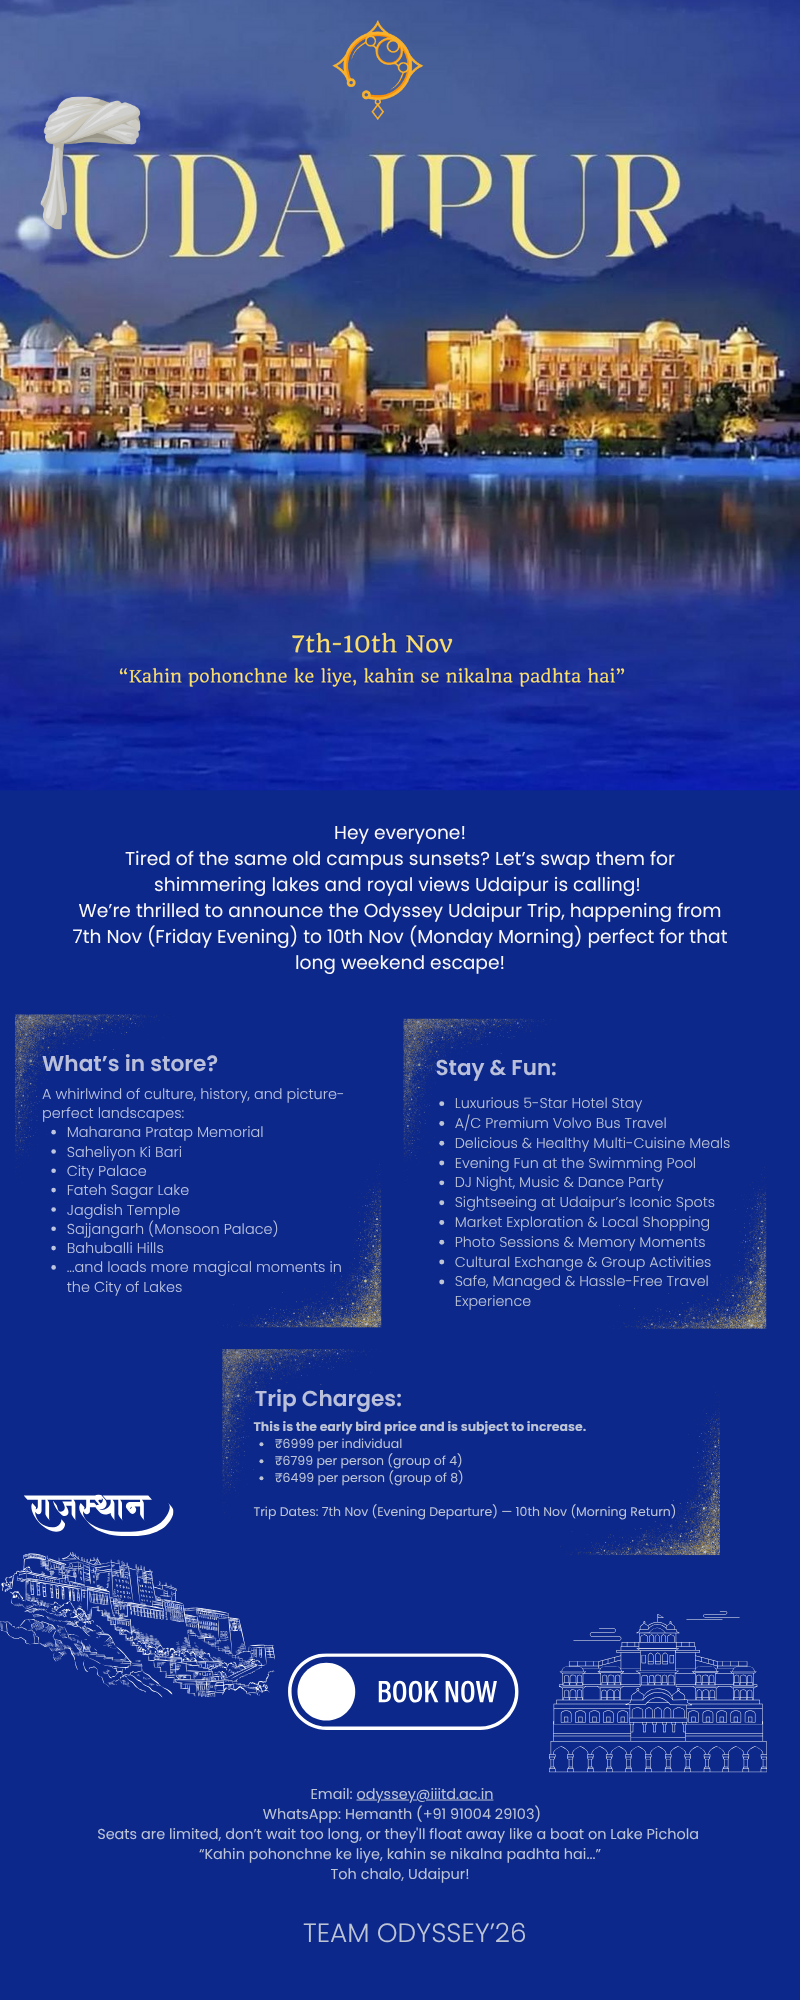 UDAIPUR
7th-10th Nov
“Kahin pohonchne ke liye, kahin se nikalna padhta hai”
Hey everyone!
Tired of the same old campus sunsets? Let’s swap them for
shimmering lakes and royal views Udaipur is calling!
We’re thrilled to announce the Odyssey Udaipur Trip, happening from
7th Nov (Friday Evening) to 10th Nov (Monday Morning) perfect for that
long weekend escape!
What’s in store?
A whirlwind of culture, history, and picture-
perfect landscapes:
• Maharana Pratap Memorial
• Saheliyon Ki Bari
• City Palace
• Fateh Sagar Lake
• Jagdish Temple
• Sajjangarh (Monsoon Palace)
• Bahuballi Hills
• …and loads more magical moments in
the City of Lakes
Stay & Fun:
• Luxurious 5-Star Hotel Stay
• A/C Premium Volvo Bus Travel
• Delicious & Healthy Multi-Cuisine Meals
• Evening Fun at the Swimming Pool
• DJ Night, Music & Dance Party
• Sightseeing at Udaipur’s Iconic Spots
• Market Exploration & Local Shopping
• Photo Sessions & Memory Moments
• Cultural Exchange & Group Activities
• Safe, Managed & Hassle-Free Travel
Experience
Trip Charges:
This is the early bird price and is subject to increase.
• ₹6999 per individual
• ₹6799 per person (group of 4)
• ₹6499 per person (group of 8)
Trip Dates: 7th Nov (Evening Departure) — 10th Nov (Morning Return)
राजस्थान
BOOK NOW
Email: odyssey@iiitd.ac.in
WhatsApp: Hemanth (+91 91004 29103)
Seats are limited, don’t wait too long, or they'll float away like a boat on Lake Pichola
“Kahin pohonchne ke liye, kahin se nikalna padhta hai…”
Toh chalo, Udaipur!
TEAM ODYSSEY’26